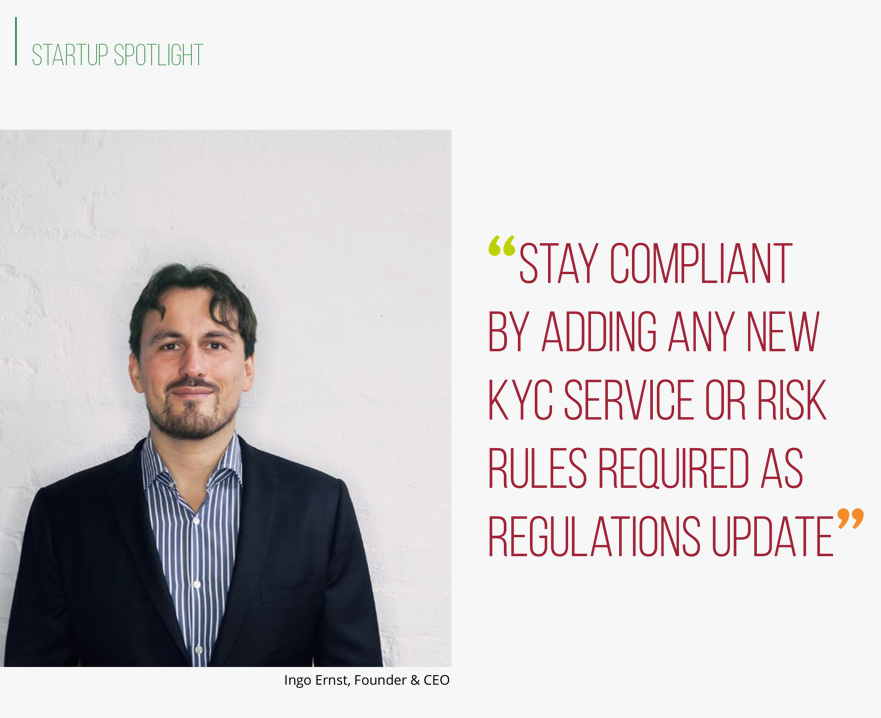 STARTUP SPOTLIGHT
“STAY COMPLIANT
BY ADDING ANY NEW
KYC SERVICE OR RISK
RULES REQUIRED AS
REGULATIONS UPDATE”
Ingo Ernst, Founder & CEO